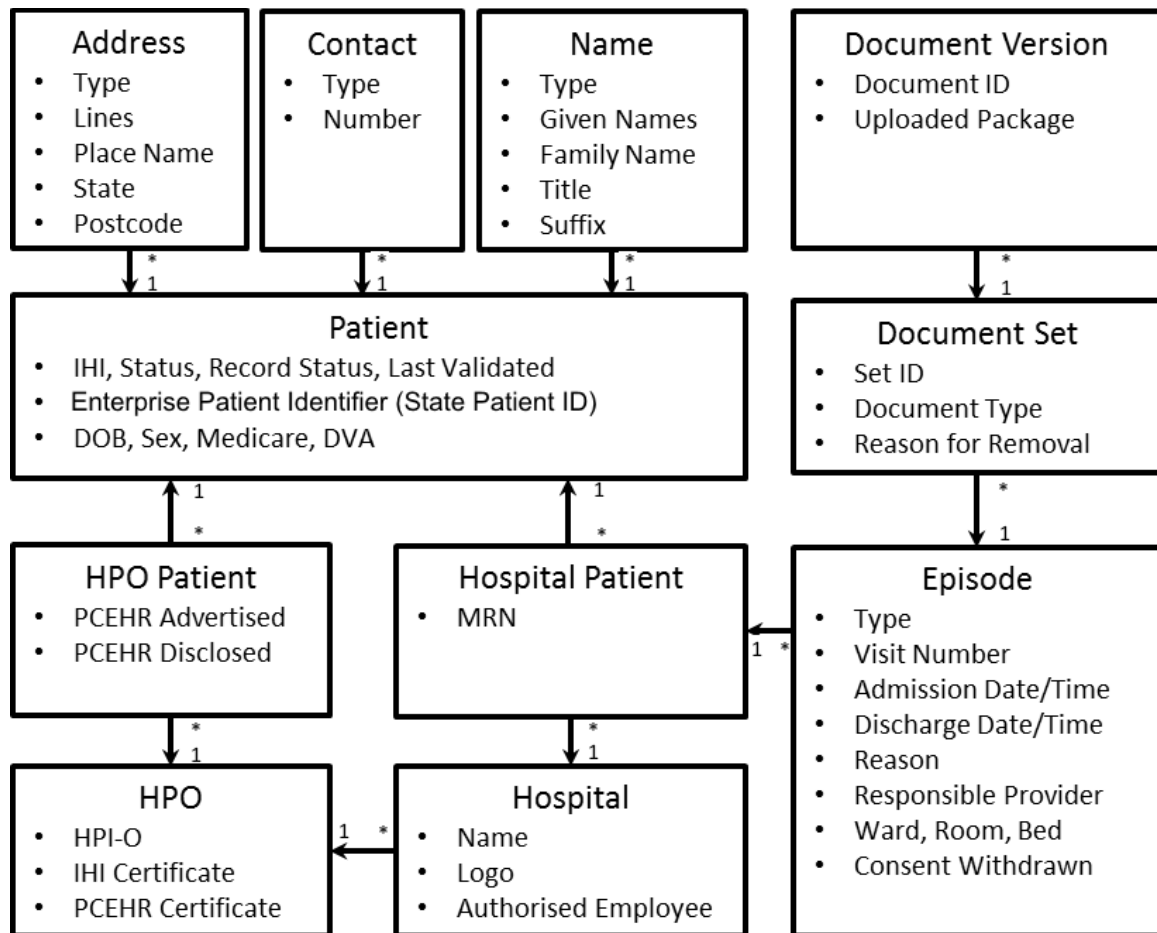 Address
• Type
• Lines
• Place Name
• State
• Postcode
Contact
• Type
• Number
Name
• Type
• Given Names
• Family Name
• Title
• Suffix
Document Version
• Document ID
• Uploaded Package
*
1
*
1
*
1
*
1
Patient
• IHI, Status, Record Status, Last Validated
• Enterprise Patient Identifier (State Patient ID)
• DOB, Sex, Medicare, DVA
Document Set
• Set ID
• Document Type
• Reason for Removal
1
*
1
*
*
1
HPO Patient
• PCEHR Advertised
• PCEHR Disclosed
Hospital Patient
• MRN
1 *
Episode
• Type
• Visit Number
• Admission Date/Time
• Discharge Date/Time
• Reason
• Responsible Provider
• Ward, Room, Bed
• Consent Withdrawn
*
1
*
1
HPO
• HPI-O
• IHI Certificate
• PCEHR Certificate
1 *
Hospital
• Name
• Logo
• Authorised Employee